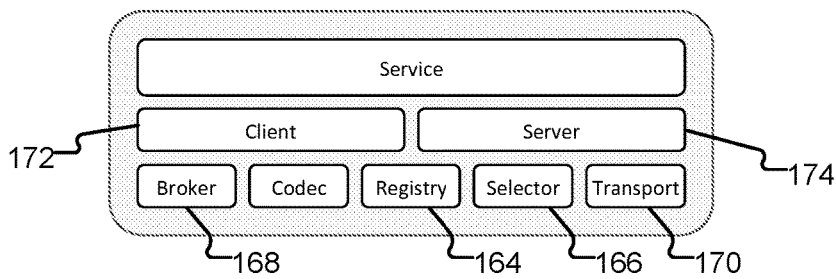 Service
Client Server
172 174
Broker Codec Registry Selector Transport
168 164 166 170